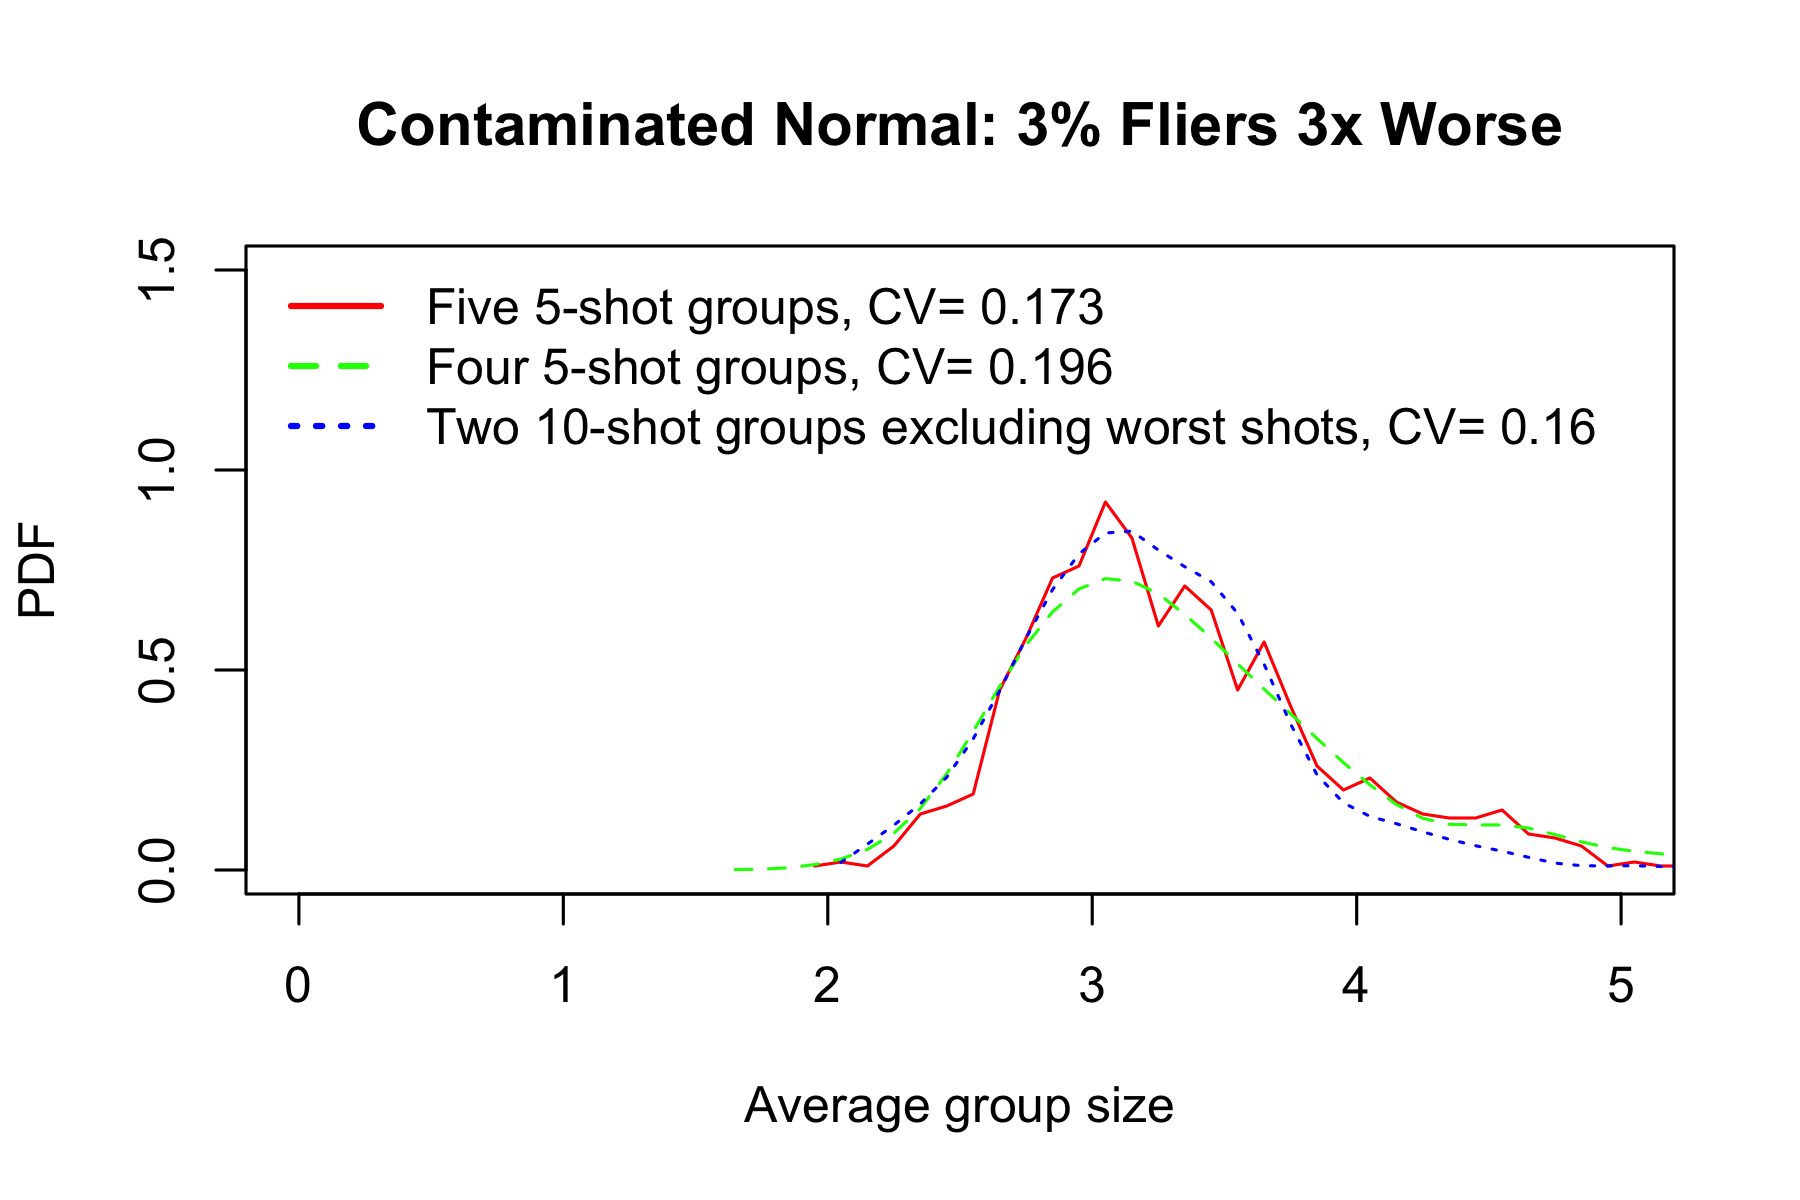 Contaminated Normal: 3% Fliers 3x Worse
Five 5-shot groups, CV= 0.173
Four 5-shot groups, CV= 0.196
Two 10-shot groups excluding worst shots, CV= 0.16
PDF
1.5
1.0
0.5
0.0
0 1 2 3 4 5
Average group size